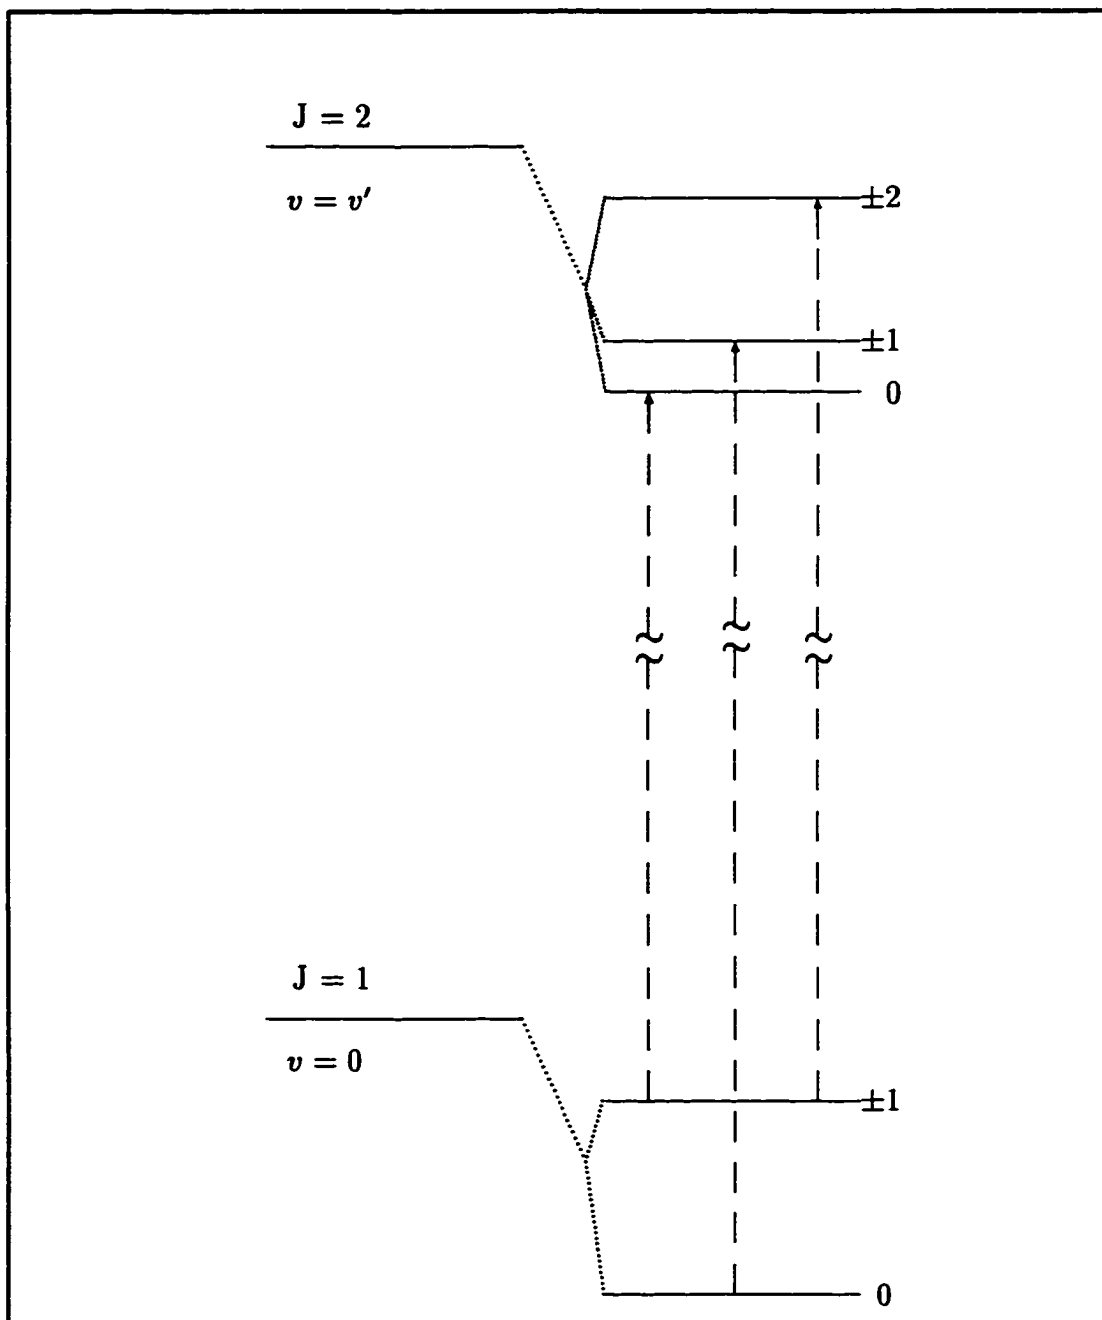 J = 2
v = v′
±2
±1
0
J = 1
v = 0
±1
0